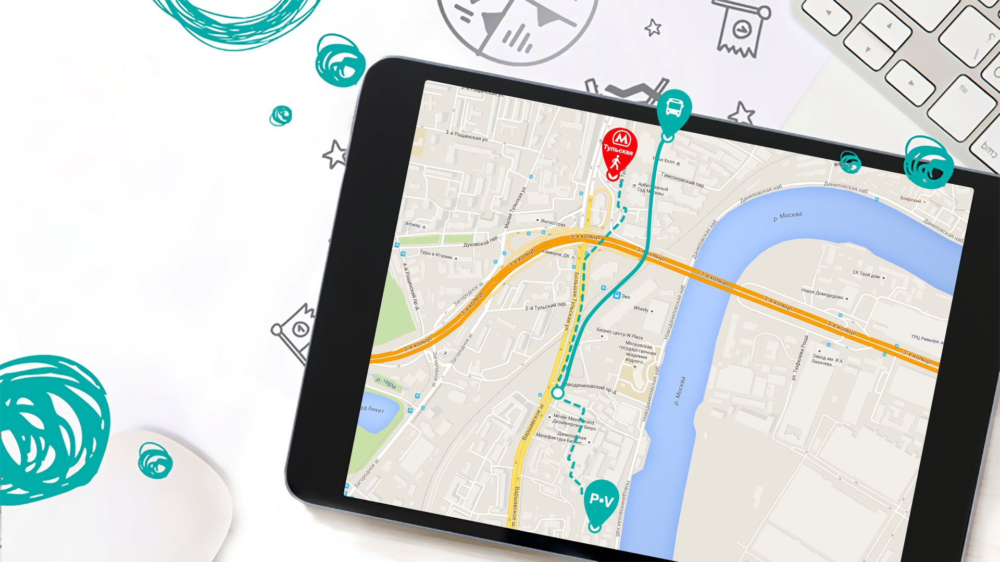 2-я Рощинская ул.
3-я Рощинская ул.
М
Тульская
Гамсоновский пер.
Арбитражный
Суд Москвы
Даниловская наб.
Даниловская наб.
Боярский
Даниловская наб.
р. Москва
Малая Тульская ул.
Ингосстрах
Amway
Духовской пер.
3-е кольцо
3-е кольцо
Даниловская наб.
Туры в Италию
Коммуна, ДК
3-е кольцо
3-е кольцо
СК Твой дом
4-й Рощинский пр-д
Большая Тульская ул.
Загородное ш.
3-е кольцо
Зил
Новое Домодедово
3-е кольцо
2-й Тульский пер.
Wheely
Новоданиловская наб.
3-е кольцо
Бизнес центр W Plaza
ТРЦ Ривьера
3-е кольцо
Загородное ш.
Московская
государственная
академия
водного...
ул. Тюфелева Роща
Завод им. И.А.
Лихачева...
3-е кольцо
Загородное ш.
р. Чура
Новоданиловский пр-д
Новоданиловская наб.
р. Москва
уд Бекет
Minale Mastebrand,
Дизайнерское Бюро
Варшавское ш.
Даниловская
Мануфактура Бизнес...
Загородное ш.
P•V
Варшавское ш.
Новоданиловская наб.
cmd